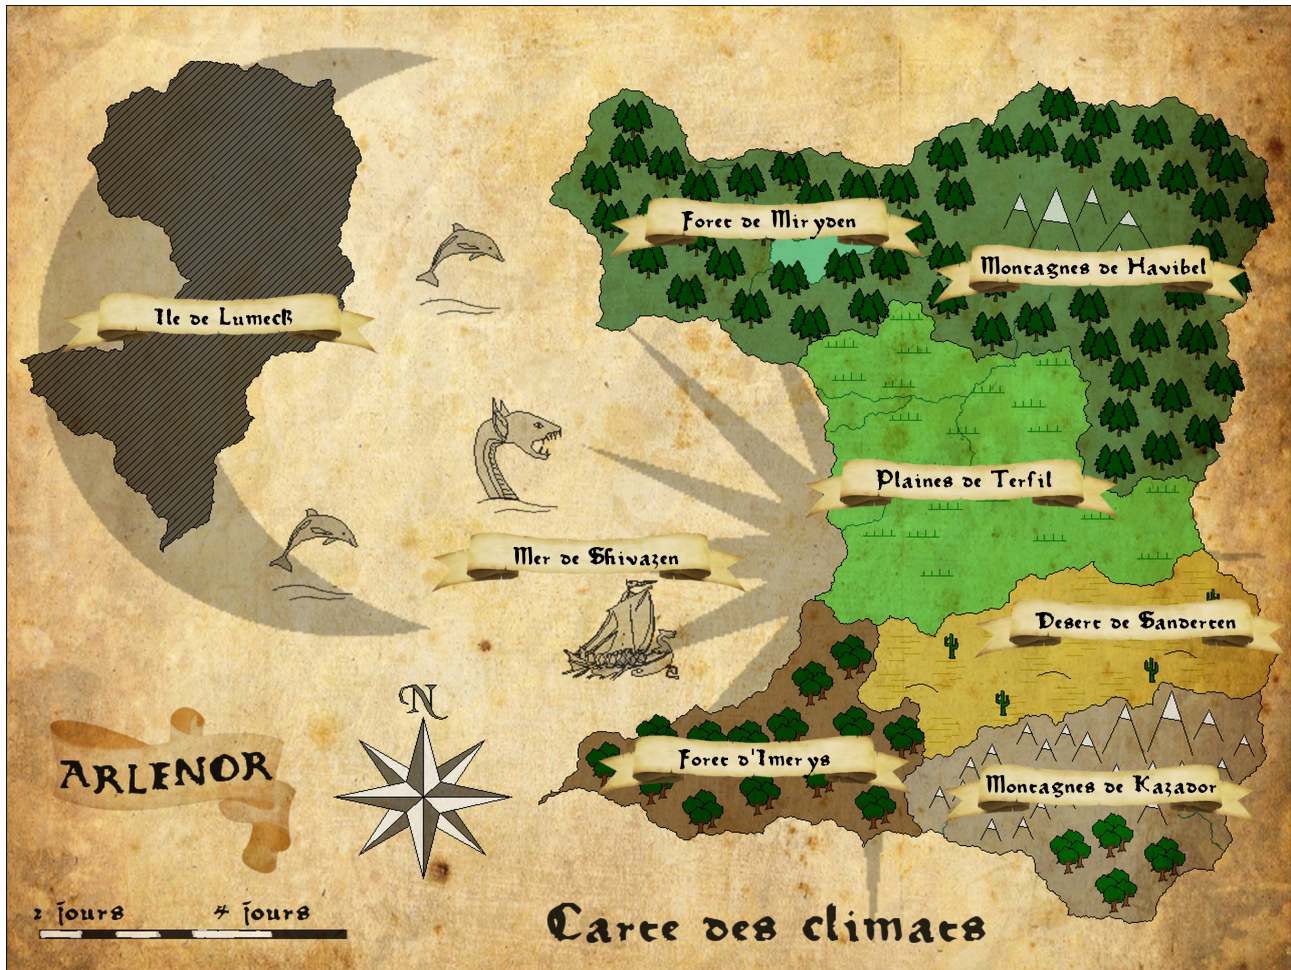 Foret de Miryden
Montagnes de Havibel
Ile de Lumeck
Plaines de Terfil
Mer de Shivazen
Desert de Sanderten
N
Foret d'Imerys
ARLENOR
Montagnes de Kazador
2 jours 4 jours
Carte des climats